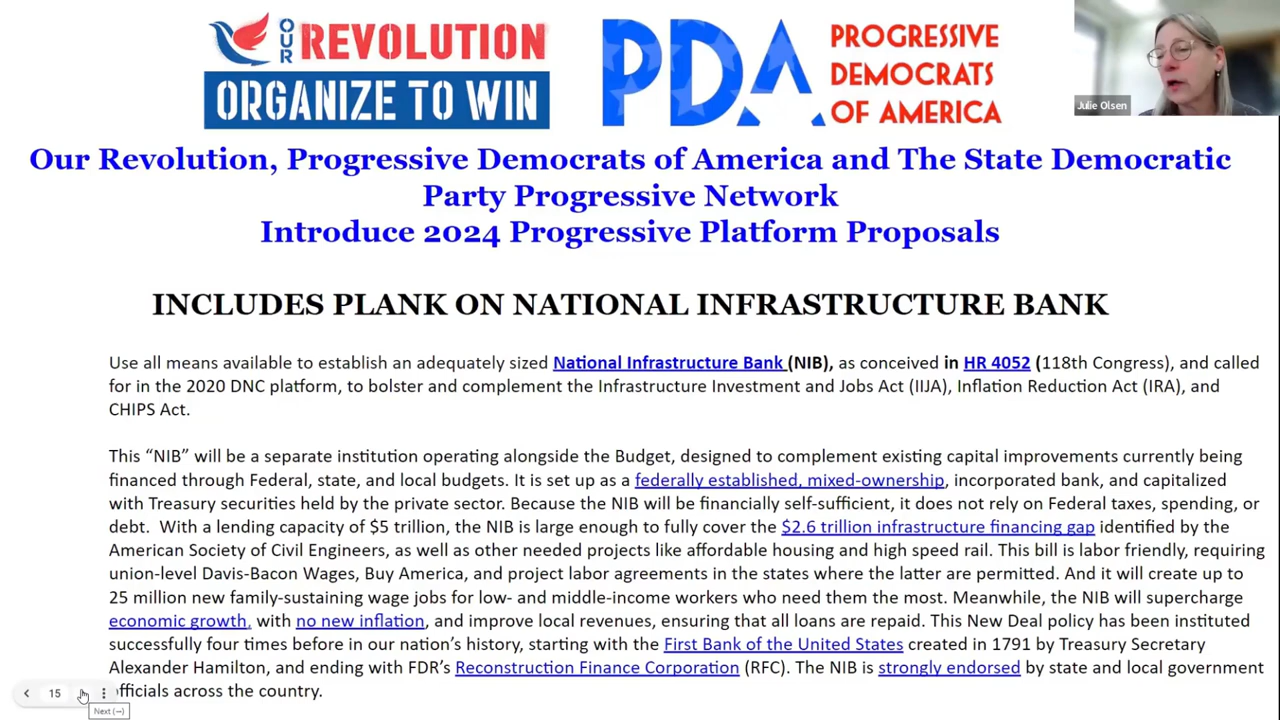 OUR REVOLUTION
ORGANIZE TO WIN
PDA PROGRESSIVE
DEMOCRATS
OF AMERICA
Julie Olsen
Our Revolution, Progressive Democrats of America and The State Democratic
Party Progressive Network
Introduce 2024 Progressive Platform Proposals
INCLUDES PLANK ON NATIONAL INFRASTRUCTURE BANK
Use all means available to establish an adequately sized National Infrastructure Bank (NIB), as conceived in HR 4052 (118th Congress), and called
for in the 2020 DNC platform, to bolster and complement the Infrastructure Investment and Jobs Act (IIJA), Inflation Reduction Act (IRA), and
CHIPS Act.
This “NIB” will be a separate institution operating alongside the Budget, designed to complement existing capital improvements currently being
financed through Federal, state, and local budgets. It is set up as a federally established, mixed-ownership, incorporated bank, and capitalized
with Treasury securities held by the private sector. Because the NIB will be financially self-sufficient, it does not rely on Federal taxes, spending, or
debt. With a lending capacity of $5 trillion, the NIB is large enough to fully cover the $2.6 trillion infrastructure financing gap identified by the
American Society of Civil Engineers, as well as other needed projects like affordable housing and high speed rail. This bill is labor friendly, requiring
union-level Davis-Bacon Wages, Buy America, and project labor agreements in the states where the latter are permitted. And it will create up to
25 million new family-sustaining wage jobs for low- and middle-income workers who need them the most. Meanwhile, the NIB will supercharge
economic growth, with no new inflation, and improve local revenues, ensuring that all loans are repaid. This New Deal policy has been instituted
successfully four times before in our nation’s history, starting with the First Bank of the United States created in 1791 by Treasury Secretary
Alexander Hamilton, and ending with FDR’s Reconstruction Finance Corporation (RFC). The NIB is strongly endorsed by state and local government
officials across the country.
15
Next (→)